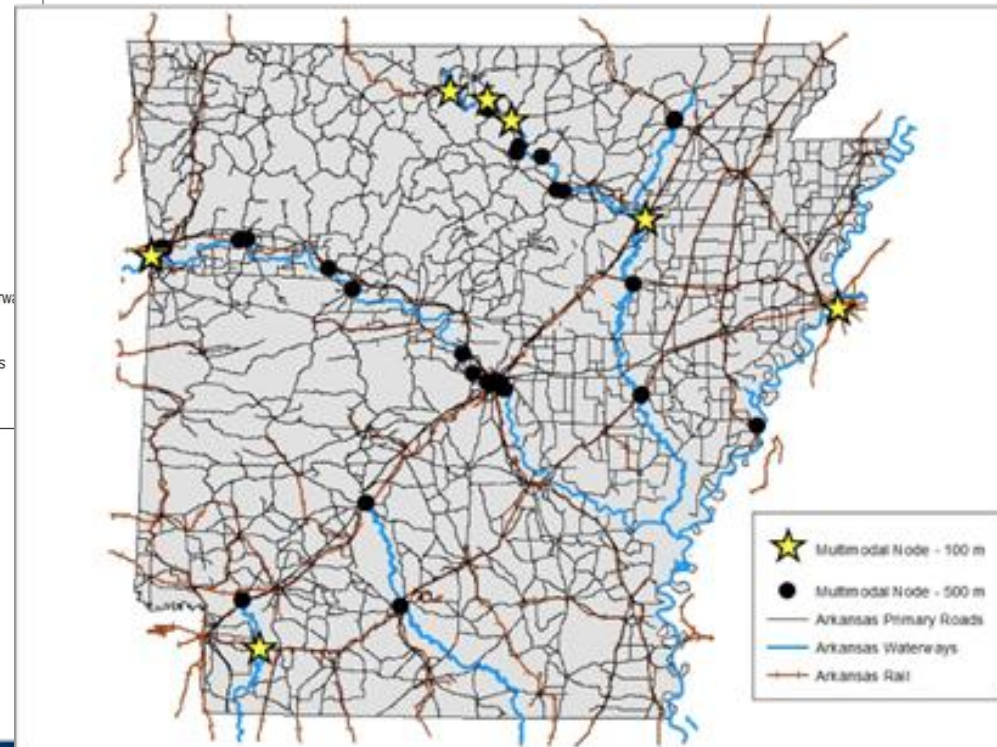 Multimodal Node - 100 m
Multimodal Node - 500 m
Arkansas Primary Roads
Arkansas Waterways
Arkansas Rail